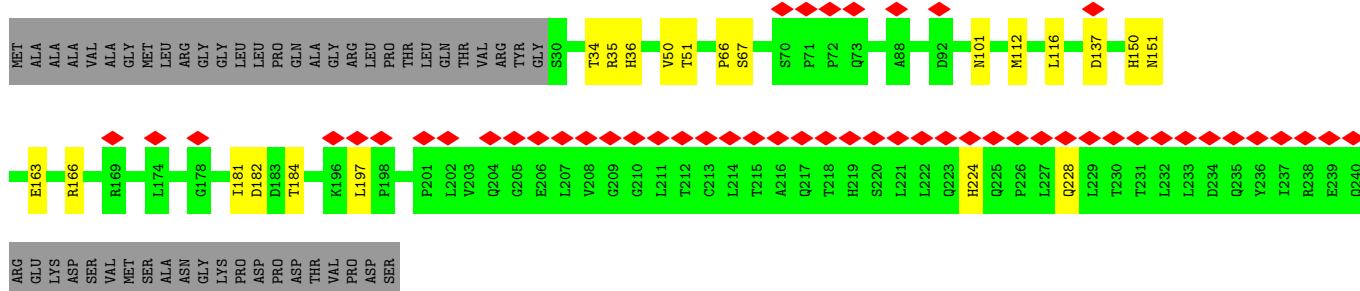 MET ALA ALA ALA VAL ALA GLY MET LEU ARG GLY GLY LEU LEU PRO GLN ALA GLY ARG LEU PRO THR LEU GLN THR VAL ARG TYR GLY S30 T34 R35 H36 V50 T51 P66 S67 S70 P71 P72 Q73 A88 D92 N101 M112 L116 D137 H150 N151
E163 R166 R169 L174 G178 I181 D182 D183 T184 K196 L197 P198 P201 L202 V203 Q204 G205 E206 L207 V208 G209 G210 L211 T212 C213 L214 T215 A216 Q217 T218 H219 S220 L221 L222 Q223 H224 Q225 P226 L227 Q228 L229 T230 T231 L232 L233 D234 Q235 Y236 I237 R238 E239 Q240
ARG GLU LYS ASP SER VAL MET SER ALA ASN GLY LYS PRO ASP PRO ASP THR VAL PRO ASP SER